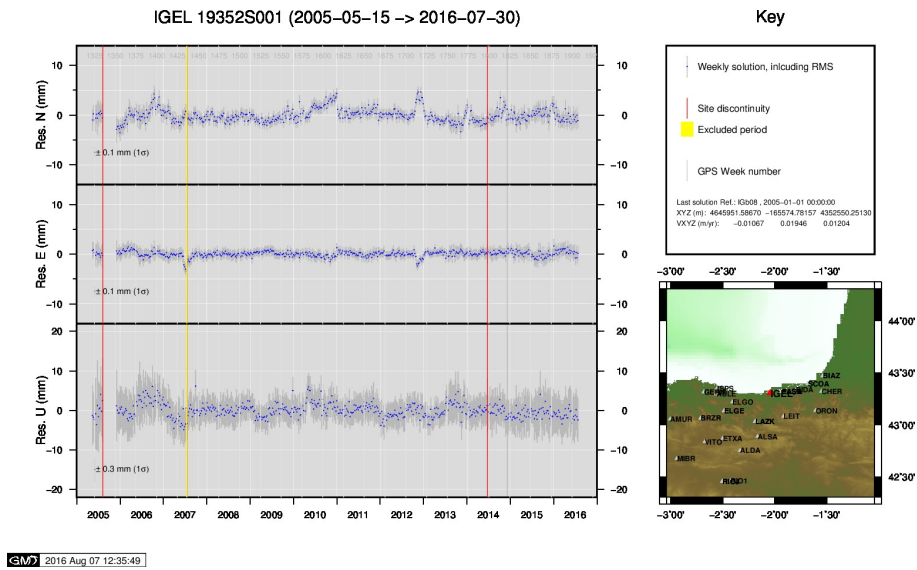 IGEL 19352S001 (2005−05−15 −> 2016−07−30)
Key
Res. N (mm)
10
0
−10
± 0.1 mm (1σ)
10
0
−10
Res. E (mm)
10
0
−10
± 0.1 mm (1σ)
10
0
−10
Res. U (mm)
20
10
0
−10
−20
± 0.3 mm (1σ)
20
10
0
−10
−20
2005 2006 2007 2008 2009 2010 2011 2012 2013 2014 2015 2016
Weekly solution, inlcuding RMS
Site discontinuity
Excluded period
GPS Week number
Last solution Ref.: IGb08 , 2005−01−01 00:00:00
XYZ (m): 4645951.58670 −165574.78157 4352550.25130
VXYZ (m/yr): −0.01067 0.01946 0.01204
−3˚00' −2˚30' −2˚00' −1˚30'
44˚00'
43˚30'
43˚00'
42˚30'
BIAZ
SCOA
CHER
IGEL
ELGO
ELGE
ORON
LEIT
AMUR
BRZR
LAZK
VITO
ETXA
ALSA
ALDA
MIBR
−3˚00' −2˚30' −2˚00' −1˚30'
GMT 2016 Aug 07 12:35:49